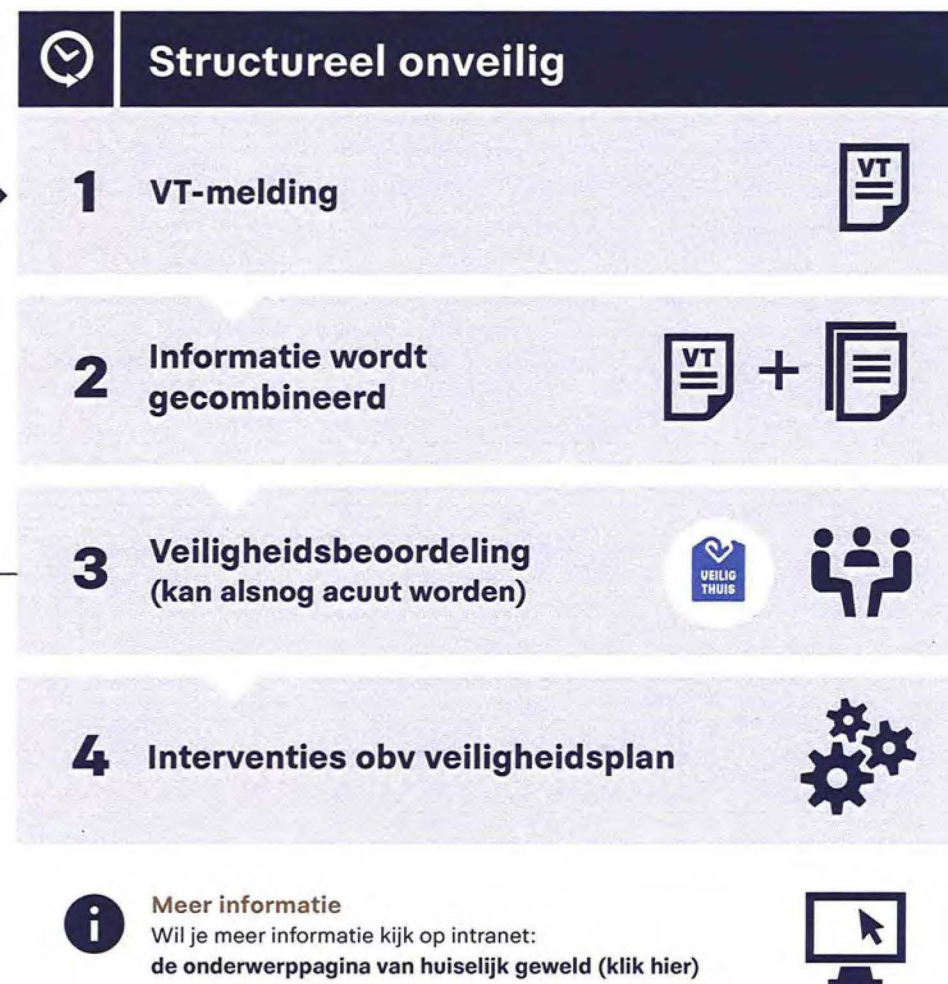 Structureel onveilig
1 VT-melding
VT
2 Informatie wordt
gecombineerd
VT +
3 Veiligheidsbeoordeling
(kan alsnog acuut worden)
VEILIG
THUIS
4 Interventies obv veiligheidsplan
i
Meer informatie
Wil je meer informatie kijk op intranet:
de onderwerppagina van huiselijk geweld (klik hier)